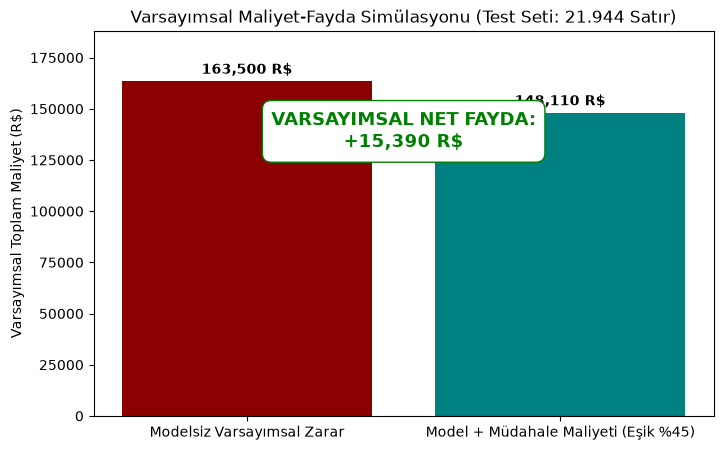 Varsayımsal Maliyet-Fayda Simülasyonu (Test Seti: 21.944 Satır)
Varsayımsal Toplam Maliyet (R$)
175000
150000
125000
100000
75000
50000
25000
0
163,500 R$
148,110 R$
VARSAYIMSAL NET FAYDA:
+15,390 R$
Modelsiz Varsayımsal Zarar
Model + Müdahale Maliyeti (Eşik %45)